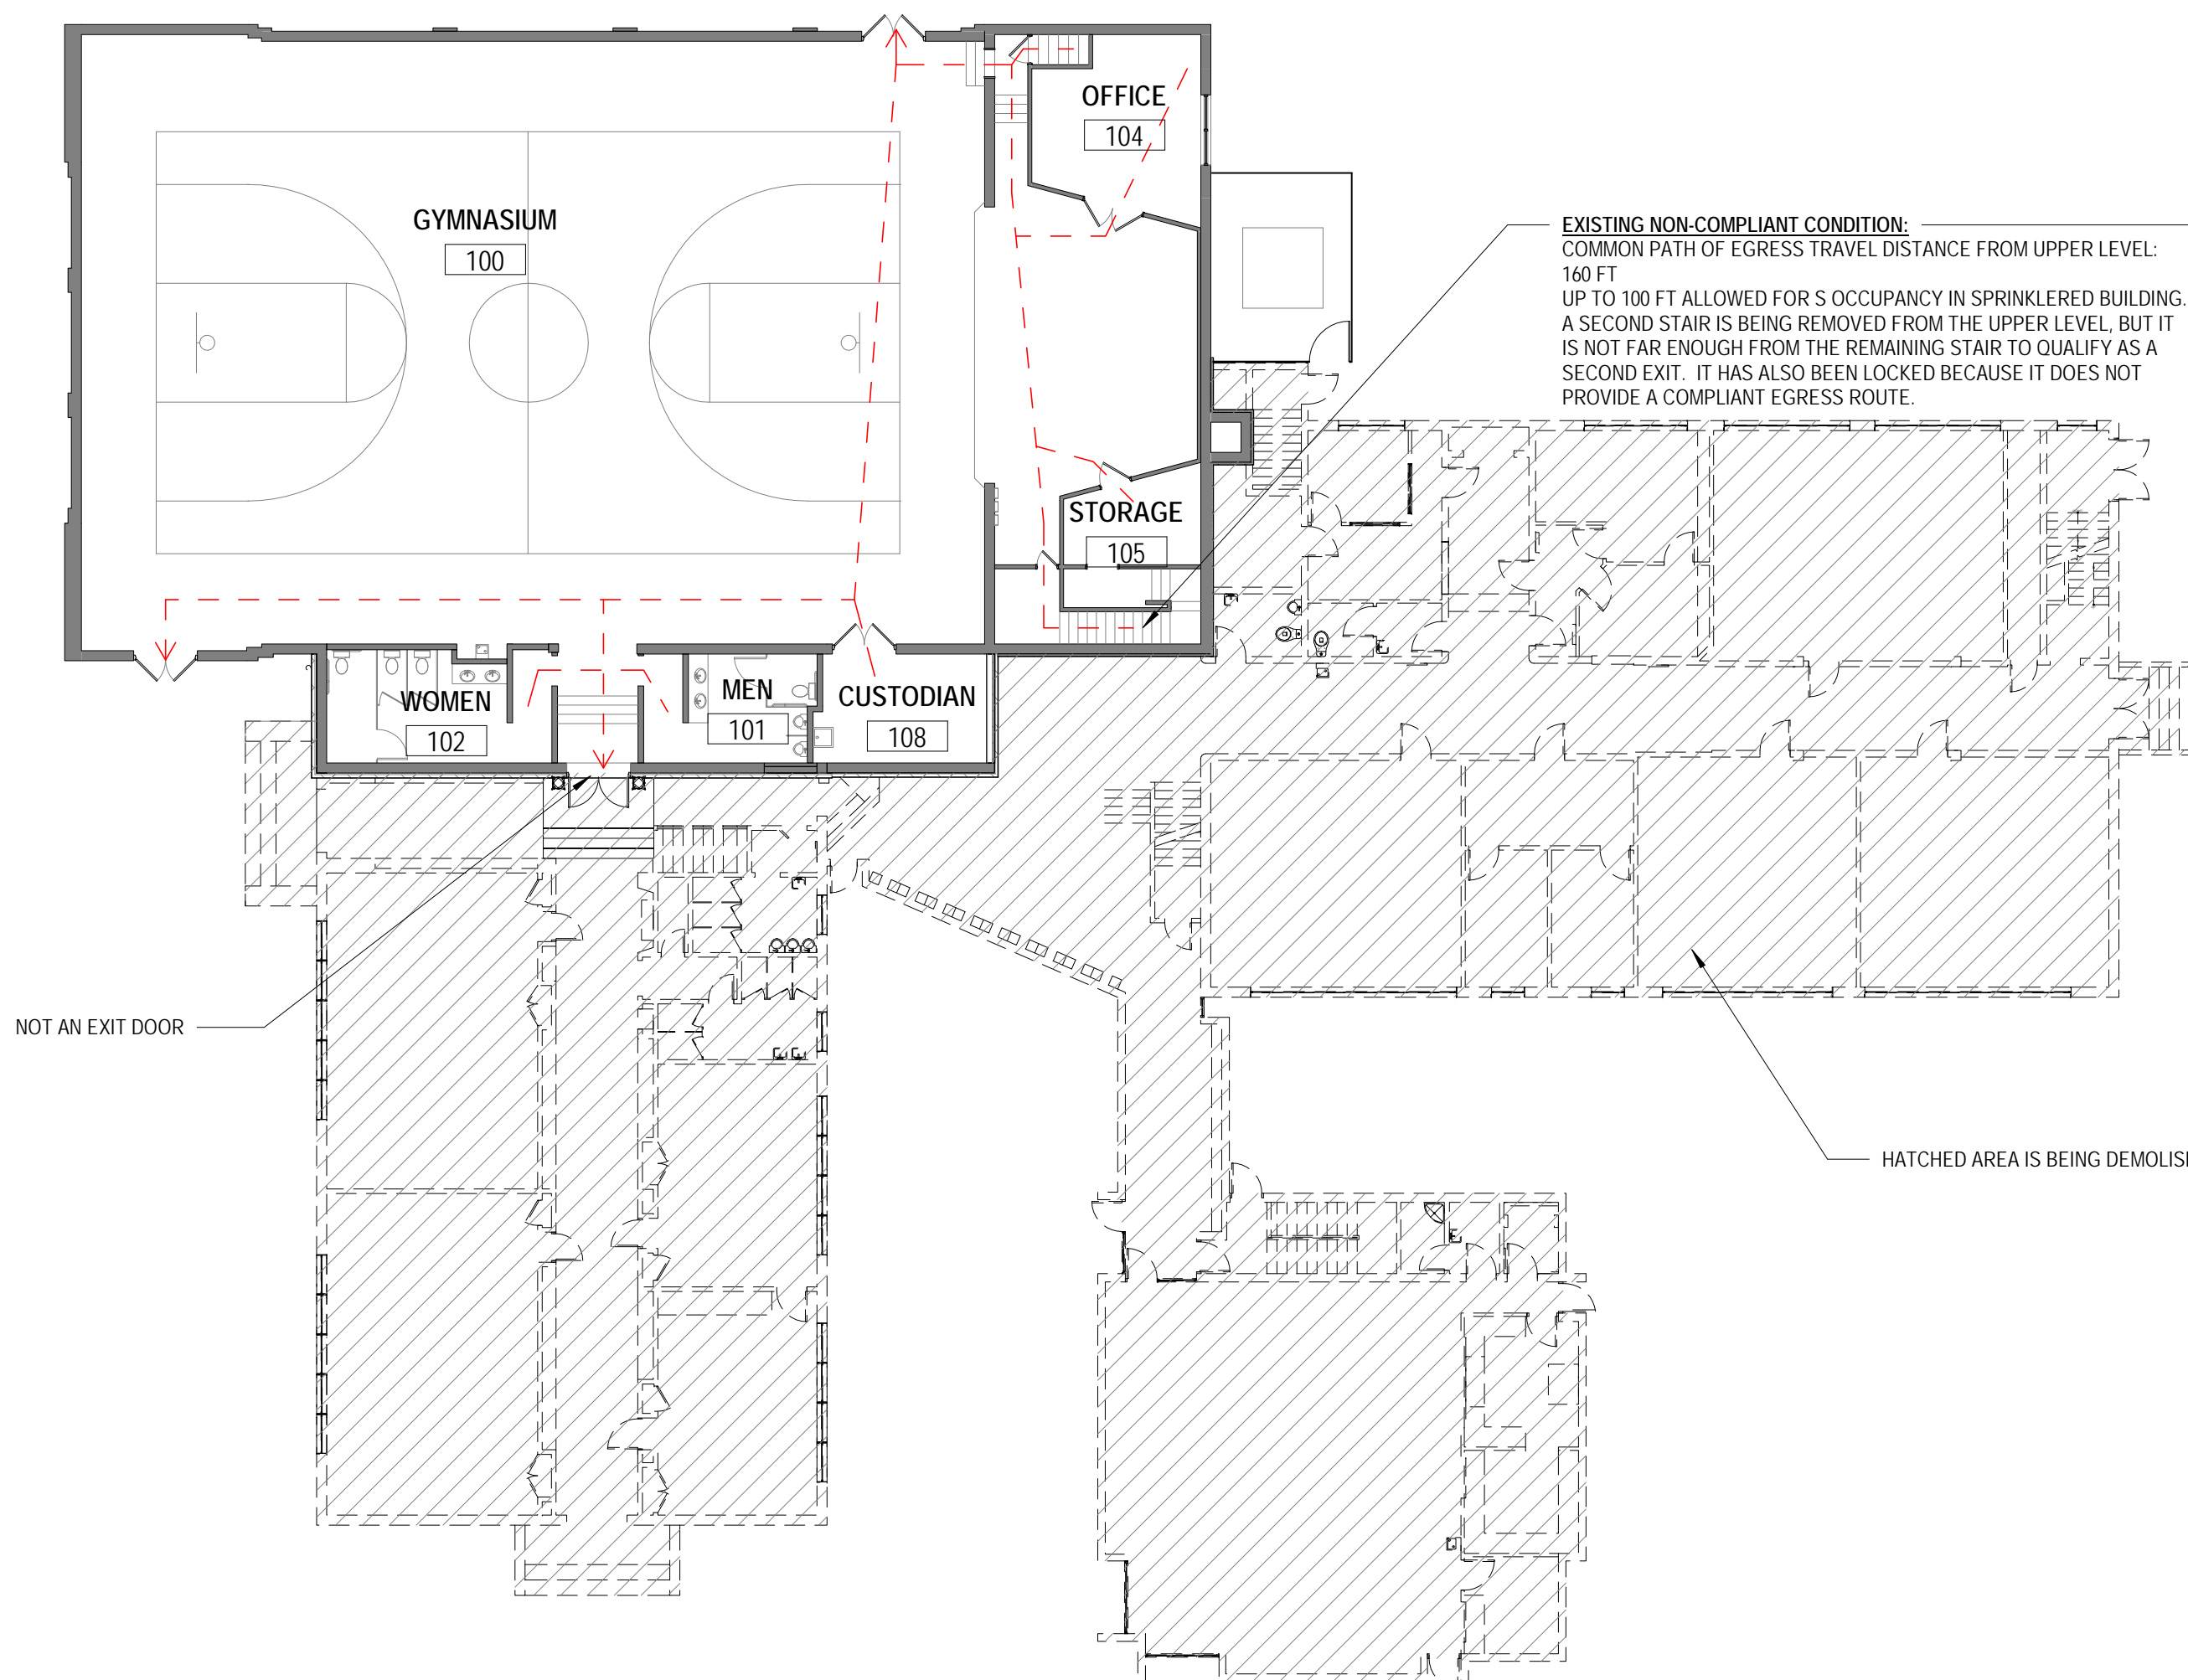 OFFICE
104
GYMNASIUM
100
EXISTING NON-COMPLIANT CONDITION:
COMMON PATH OF EGRESS TRAVEL DISTANCE FROM UPPER LEVEL:
160 FT
UP TO 100 FT ALLOWED FOR S OCCUPANCY IN SPRINKLERED BUILDING.
A SECOND STAIR IS BEING REMOVED FROM THE UPPER LEVEL, BUT IT
IS NOT FAR ENOUGH FROM THE REMAINING STAIR TO QUALIFY AS A
SECOND EXIT. IT HAS ALSO BEEN LOCKED BECAUSE IT DOES NOT
PROVIDE A COMPLIANT EGRESS ROUTE.
STORAGE
105
WOMEN
102
MEN
101
CUSTODIAN
108
NOT AN EXIT DOOR
HATCHED AREA IS BEING DEMOLIS